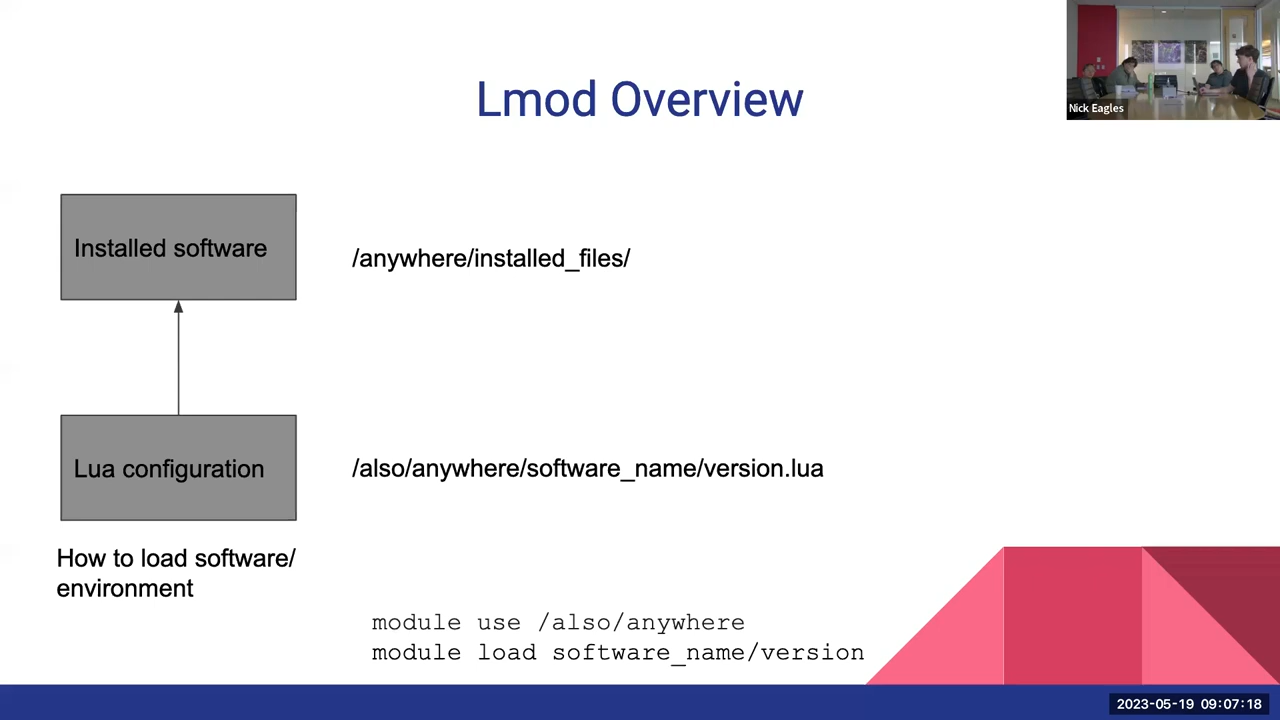 Lmod Overview
Nick Eagles
Installed software
/anywhere/installed_files/
Lua configuration
/also/anywhere/software_name/version.lua
How to load software/
environment
module use /also/anywhere
module load software_name/version
2023-05-19 09:07:18